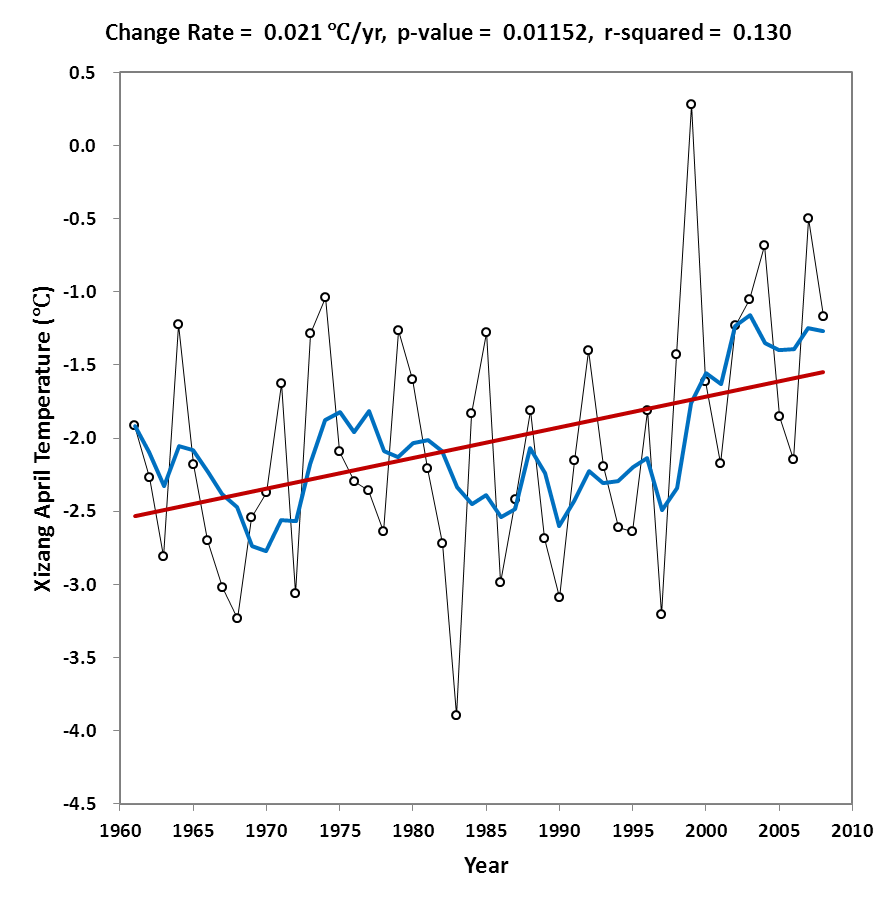 Change Rate = 0.021 ℃/yr, p-value = 0.01152, r-squared = 0.130
0.5
0.0
-0.5
-1.0
-1.5
-2.0
-2.5
-3.0
-3.5
-4.0
-4.5
Xizang April Temperature (℃)
1960 1965 1970 1975 1980 1985 1990 1995 2000 2005 2010
Year